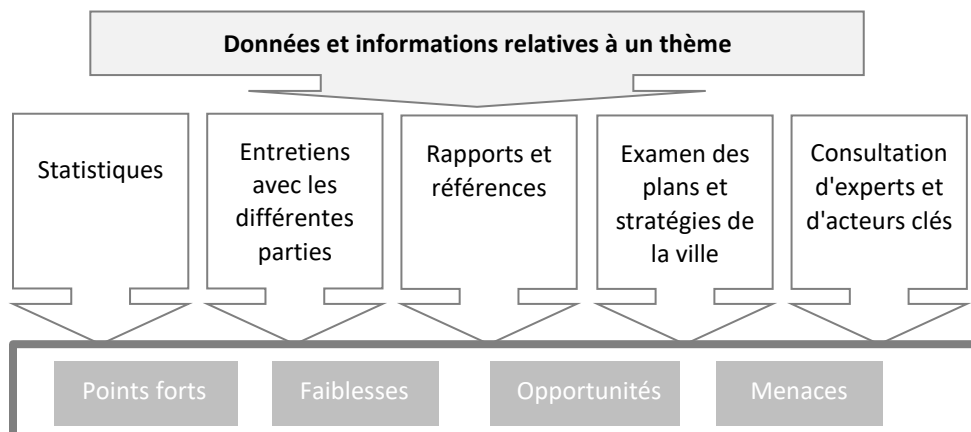 Données et informations relatives à un thème
Statistiques
Entretiens
avec les
différentes
parties
Rapports et
références
Examen des
plans et
stratégies de
la ville
Consultation
d'experts et
d'acteurs clés
Points forts
Faiblesses
Opportunités
Menaces